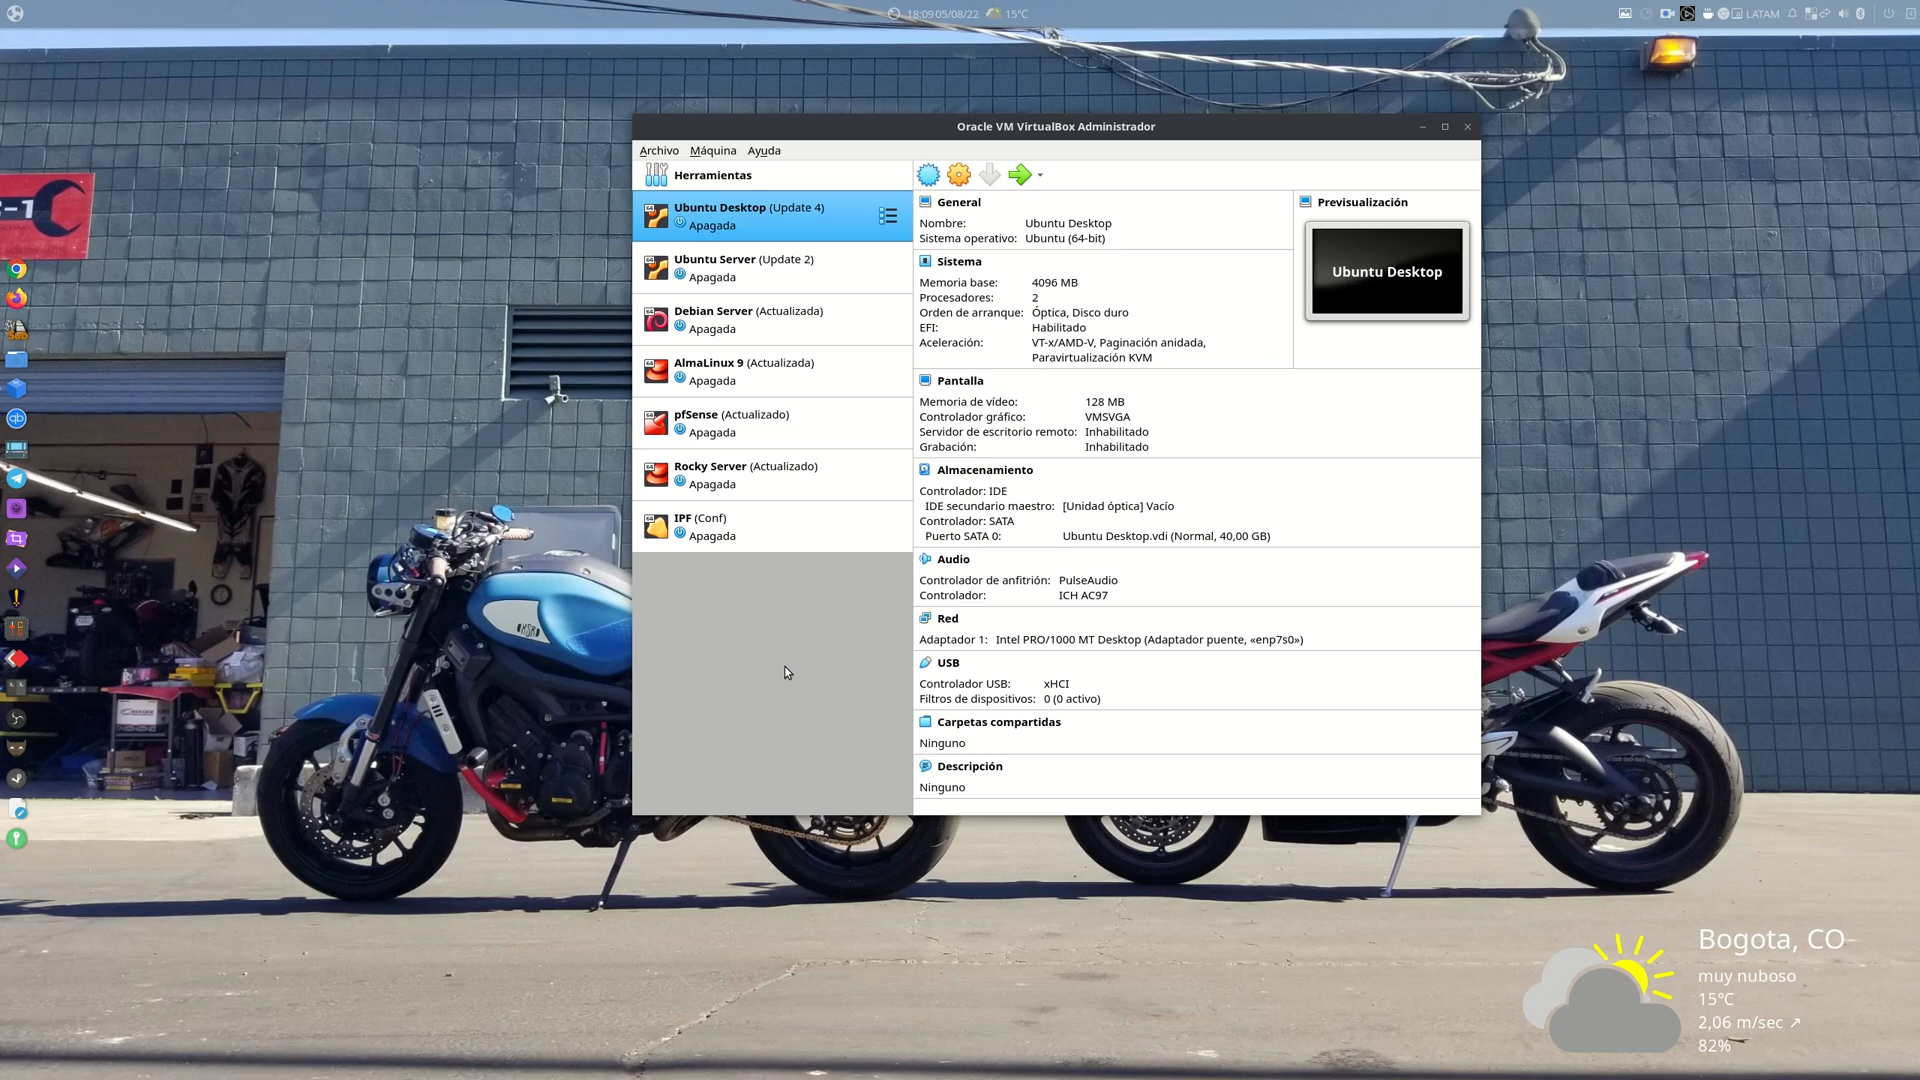 18:09 05/08/22 15°C
LATAM
Oracle VM VirtualBox Administrador
Archivo Máquina Ayuda
Herramientas
Ubuntu Desktop (Update 4)
Apagada
Ubuntu Server (Update 2)
Apagada
Debian Server (Actualizada)
Apagada
AlmaLinux 9 (Actualizada)
Apagada
pfSense (Actualizado)
Apagada
Rocky Server (Actualizado)
Apagada
IPF (Conf)
Apagada
General
Nombre: Ubuntu Desktop
Sistema operativo: Ubuntu (64-bit)
Previsualización
Ubuntu Desktop
Sistema
Memoria base: 4096 MB
Procesadores: 2
Orden de arranque: Óptica, Disco duro
EFI: Habilitado
Aceleración: VT-x/AMD-V, Paginación anidada,
Paravirtualización KVM
Pantalla
Memoria de vídeo: 128 MB
Controlador gráfico: VMSVGA
Servidor de escritorio remoto: Inhabilitado
Grabación: Inhabilitado
Almacenamiento
Controlador: IDE
IDE secundario maestro: [Unidad óptica] Vacío
Controlador: SATA
Puerto SATA 0: Ubuntu Desktop.vdi (Normal, 40,00 GB)
Audio
Controlador de anfitrión: PulseAudio
Controlador: ICH AC97
Red
Adaptador 1: Intel PRO/1000 MT Desktop (Adaptador puente, «enp7s0»)
USB
Controlador USB: xHCI
Filtros de dispositivos: 0 (0 activo)
Carpetas compartidas
Ninguno
Descripción
Ninguno
XSR
Bogota, CO
muy nuboso
15°C
2,06 m/sec ↗
82%